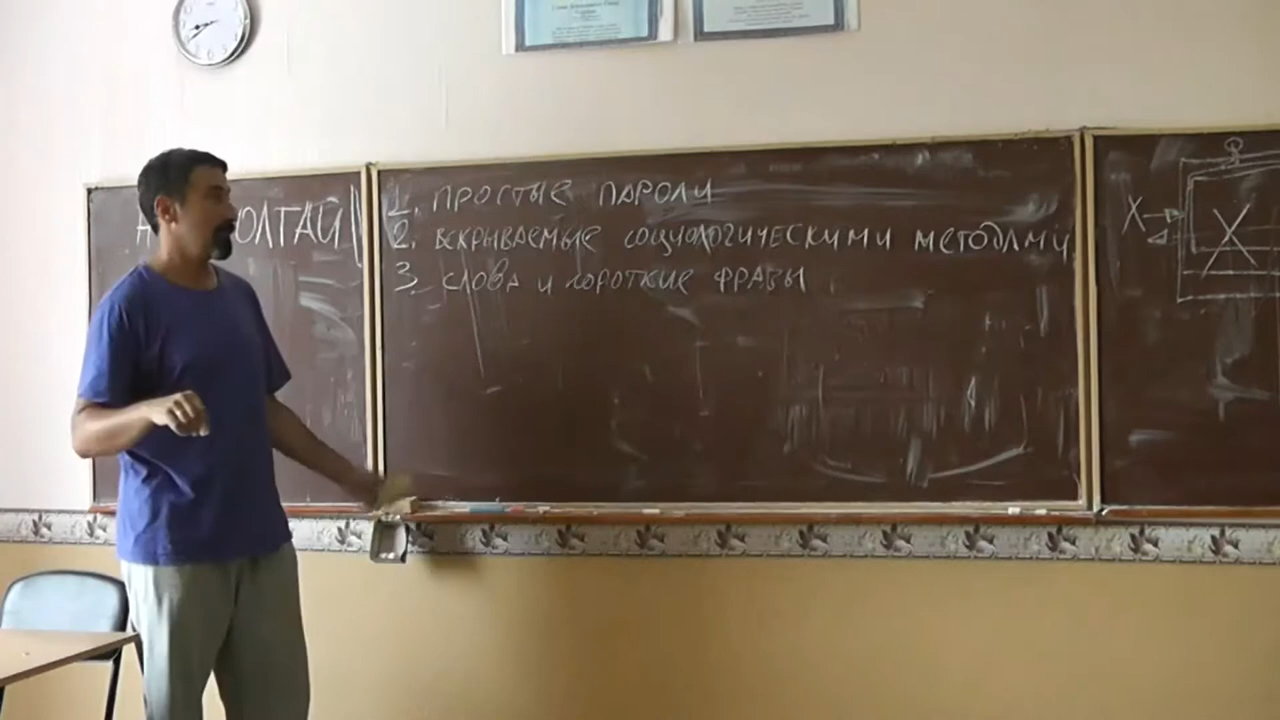 1. ПРОСТЫЕ ПАРОЛИ
2. ВСКРЫВАЕМЫЕ СОЦИОЛОГИЧЕСКИМИ МЕТОДАМИ
3. СЛОВА И КОРОТКИЕ ФРАЗЫ
X